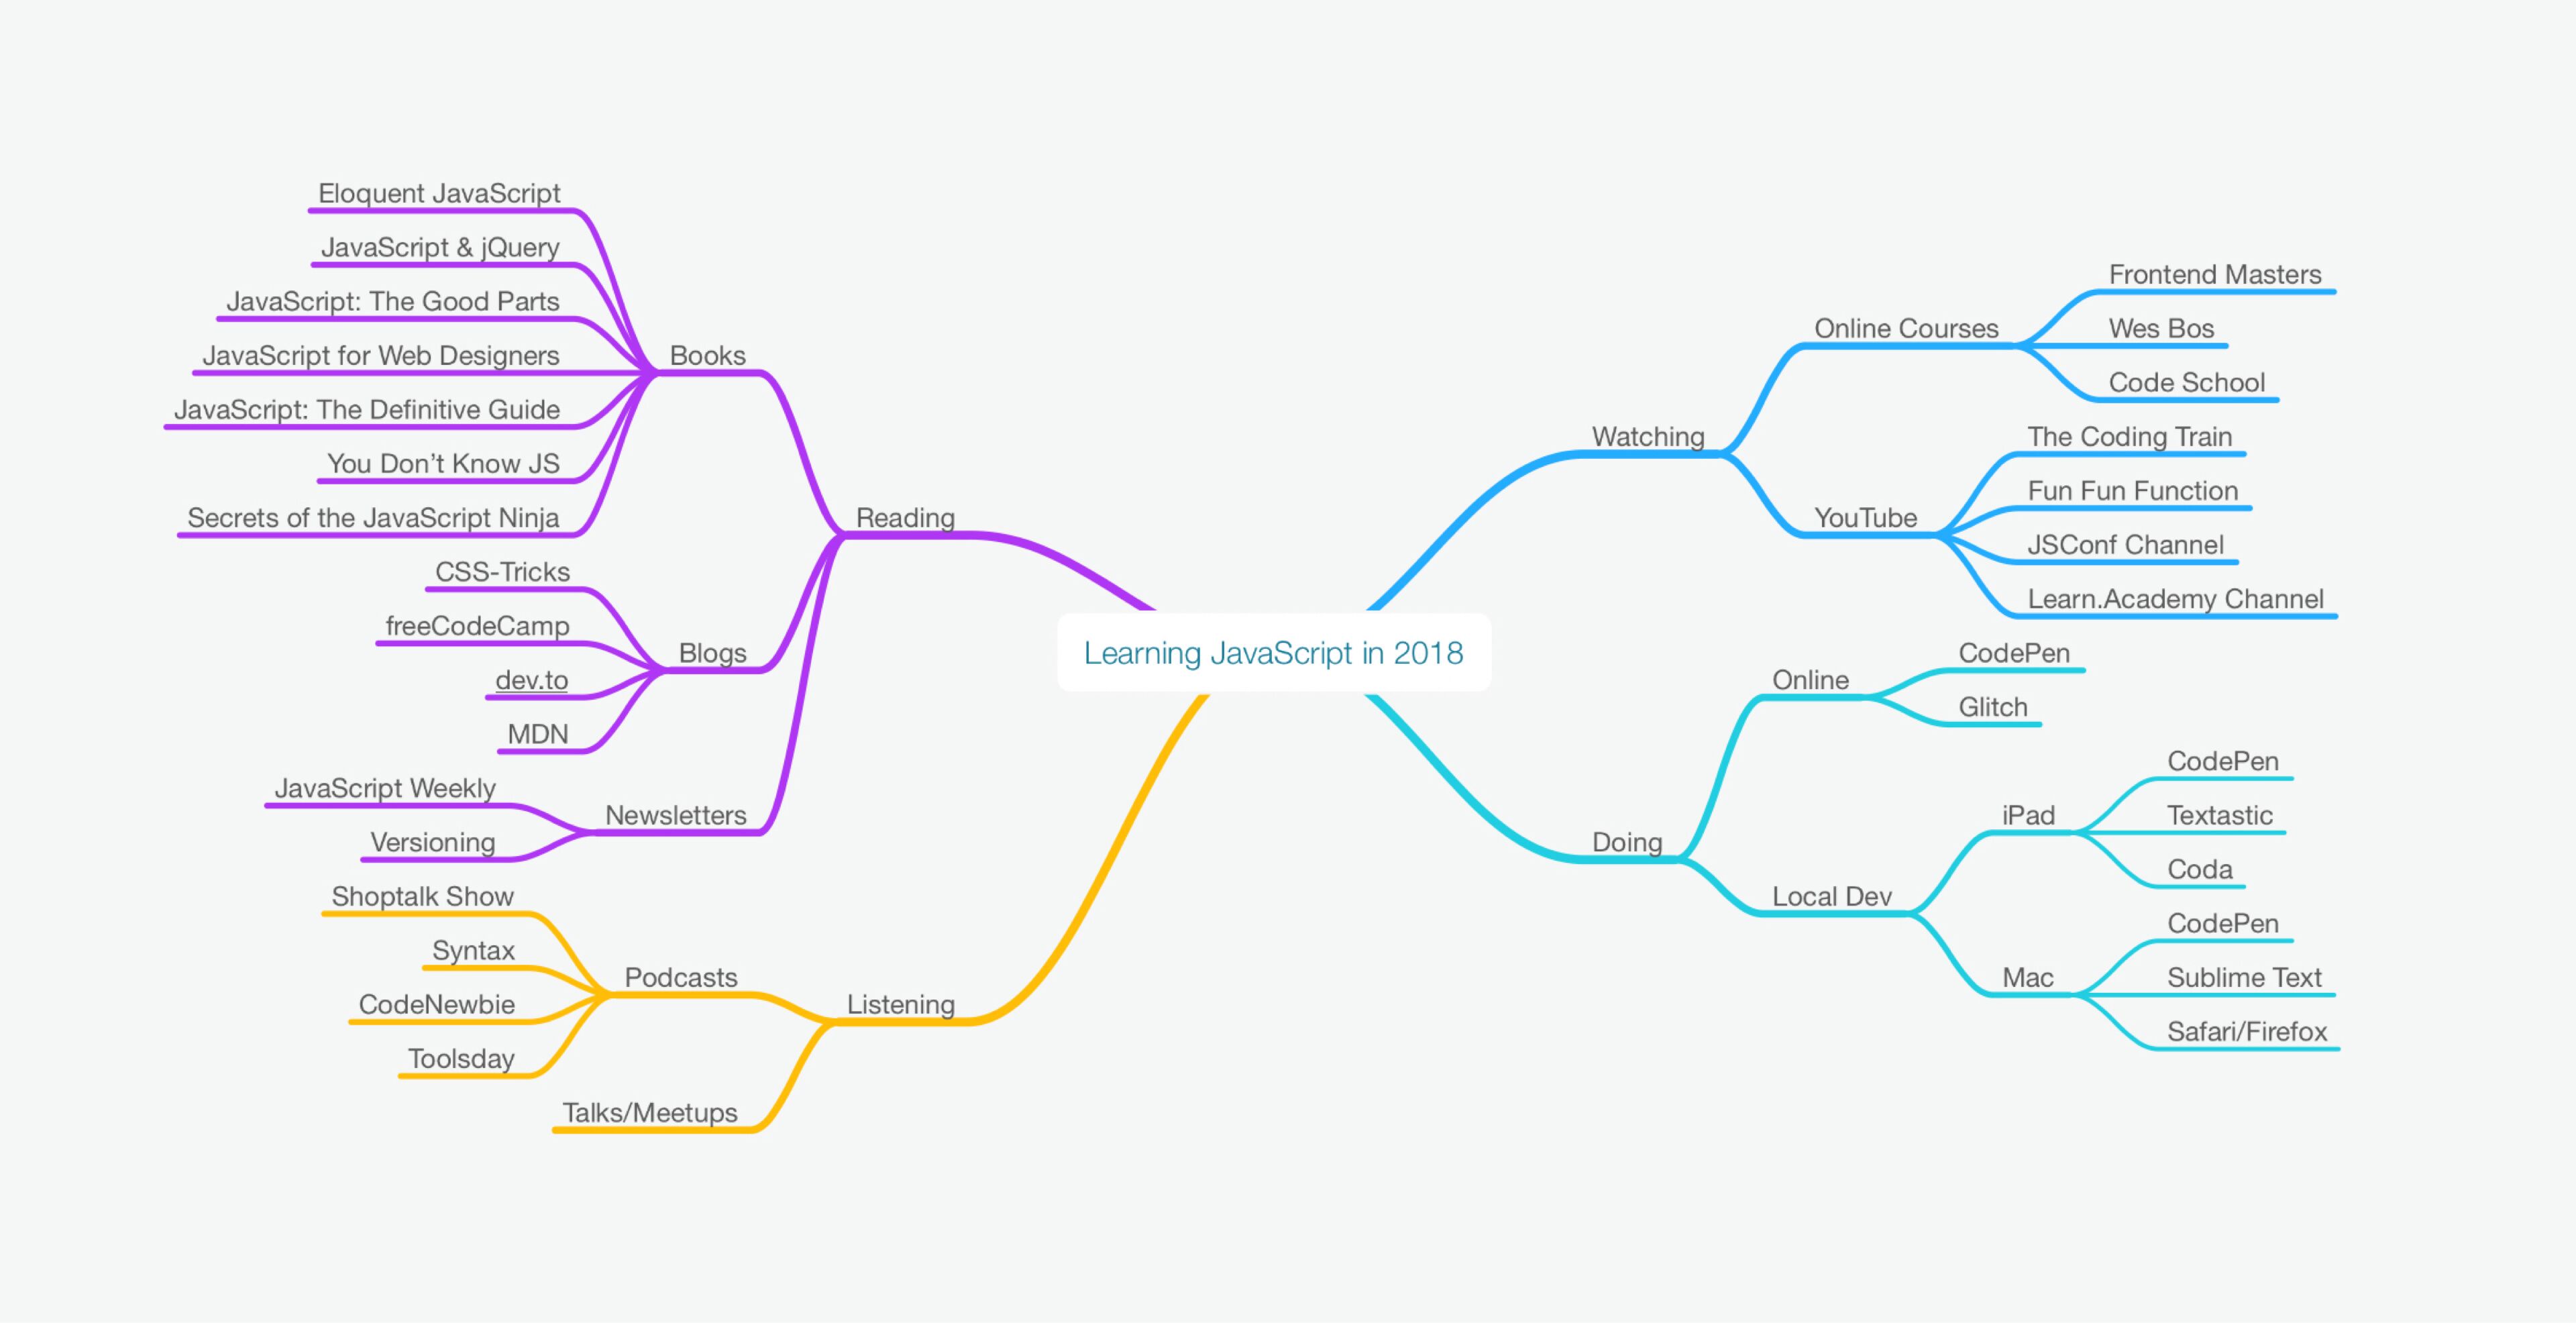 Learning JavaScript in 2018
Reading
Books
Eloquent JavaScript
JavaScript & jQuery
JavaScript: The Good Parts
JavaScript for Web Designers
JavaScript: The Definitive Guide
You Don’t Know JS
Secrets of the JavaScript Ninja
Blogs
CSS-Tricks
freeCodeCamp
dev.to
MDN
Newsletters
JavaScript Weekly
Versioning
Listening
Podcasts
Shoptalk Show
Syntax
CodeNewbie
Toolsday
Talks/Meetups
Watching
Online Courses
Frontend Masters
Wes Bos
Code School
YouTube
The Coding Train
Fun Fun Function
JSConf Channel
Learn.Academy Channel
Doing
Online
CodePen
Glitch
Local Dev
iPad
CodePen
Textastic
Coda
Mac
CodePen
Sublime Text
Safari/Firefox